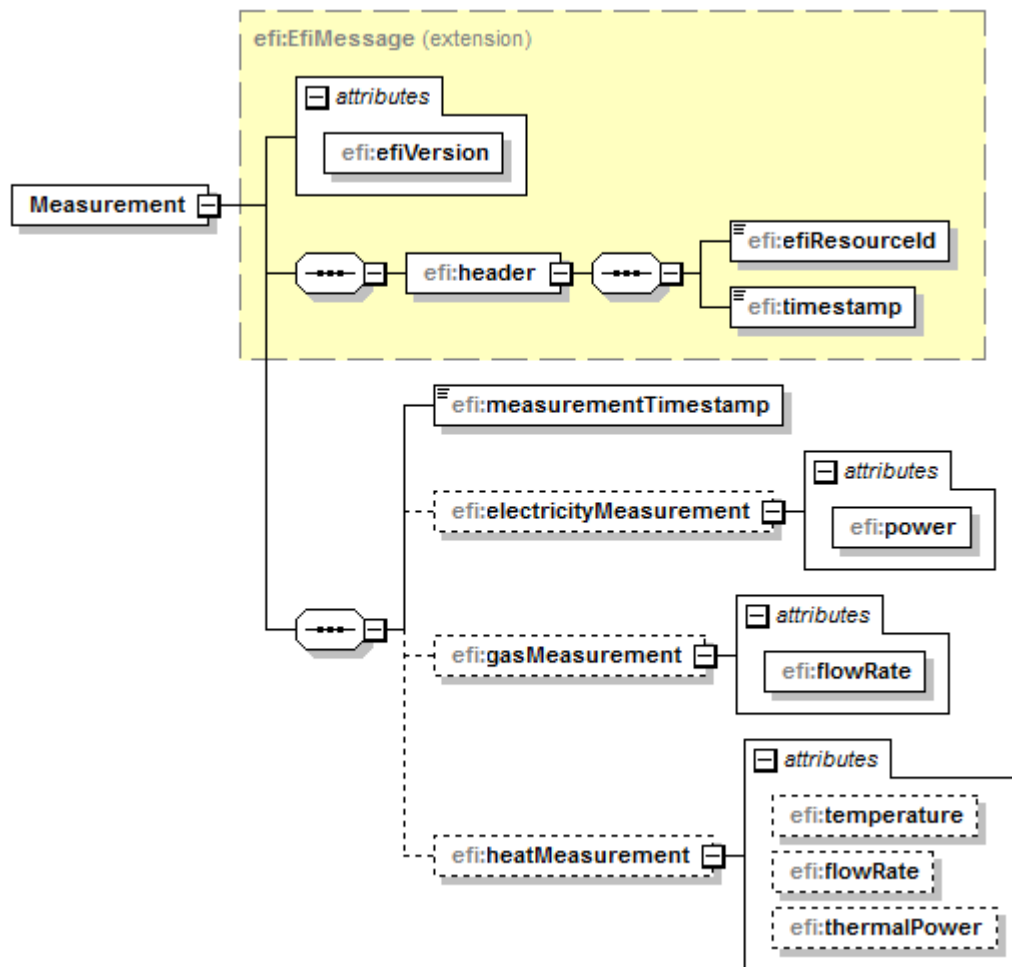 efi:EfiMessage (extension)
attributes
efi:efiVersion
Measurement
efi:header
efi:efiResourceId
efi:timestamp
efi:measurementTimestamp
efi:electricityMeasurement
attributes
efi:power
efi:gasMeasurement
attributes
efi:flowRate
efi:heatMeasurement
attributes
efi:temperature
efi:flowRate
efi:thermalPower